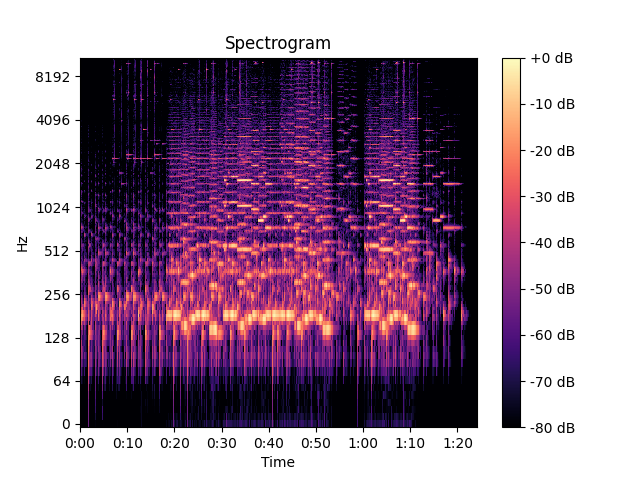 Spectrogram
Hz
8192
4096
2048
1024
512
256
128
64
0
0:00 0:10 0:20 0:30 0:40 0:50 1:00 1:10 1:20
Time
+0 dB
-10 dB
-20 dB
-30 dB
-40 dB
-50 dB
-60 dB
-70 dB
-80 dB